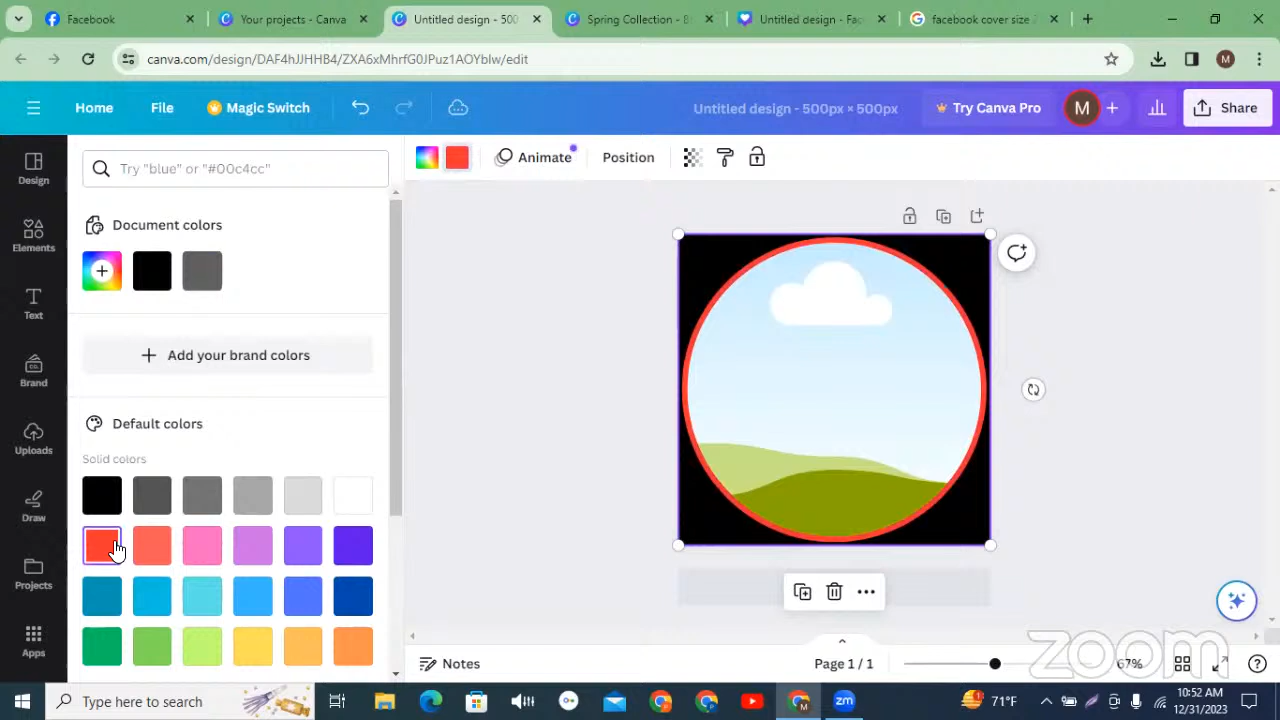 Facebook
Your projects - Canva
Untitled design - 500
Spring Collection - B
Untitled design - Fac
facebook cover size
canva.com/design/DAF4hJJHHB4/ZXA6xMhrfG0JPuz1AOYblw/edit
M
Home
File
Magic Switch
Untitled design - 500px × 500px
Try Canva Pro
M
Share
Design
Elements
Text
Brand
Uploads
Draw
Projects
Apps
Try "blue" or "#00c4cc"
Document colors
Add your brand colors
Default colors
Solid colors
Animate
Position
Notes
Page 1 / 1
67%
zoom
Type here to search
zm
1
71°F
10:52 AM
12/31/2023